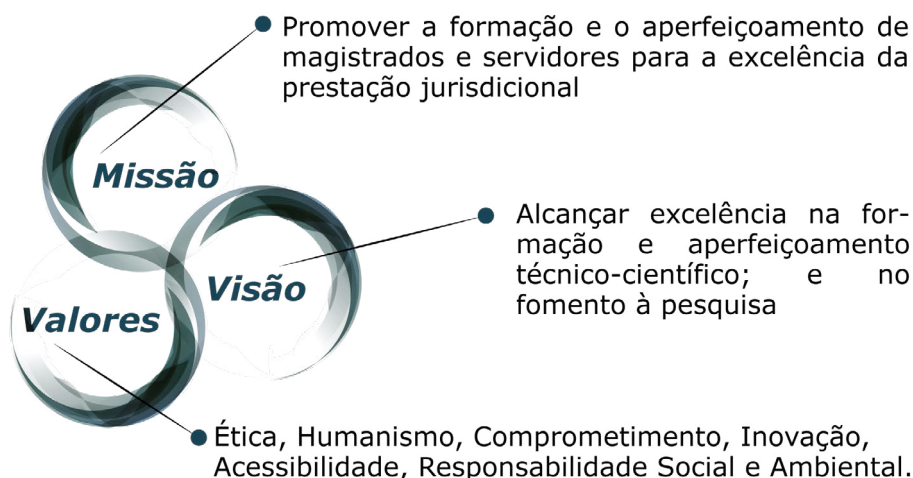 Promover a formação e o aperfeiçoamento de
magistrados e servidores para a excelência da
prestação jurisdicional
Missão
Alcançar excelência na for-
mação e aperfeiçoamento
técnico-científico; e no
fomento à pesquisa
Visão
Valores
Ética, Humanismo, Comprometimento, Inovação,
Acessibilidade, Responsabilidade Social e Ambiental.